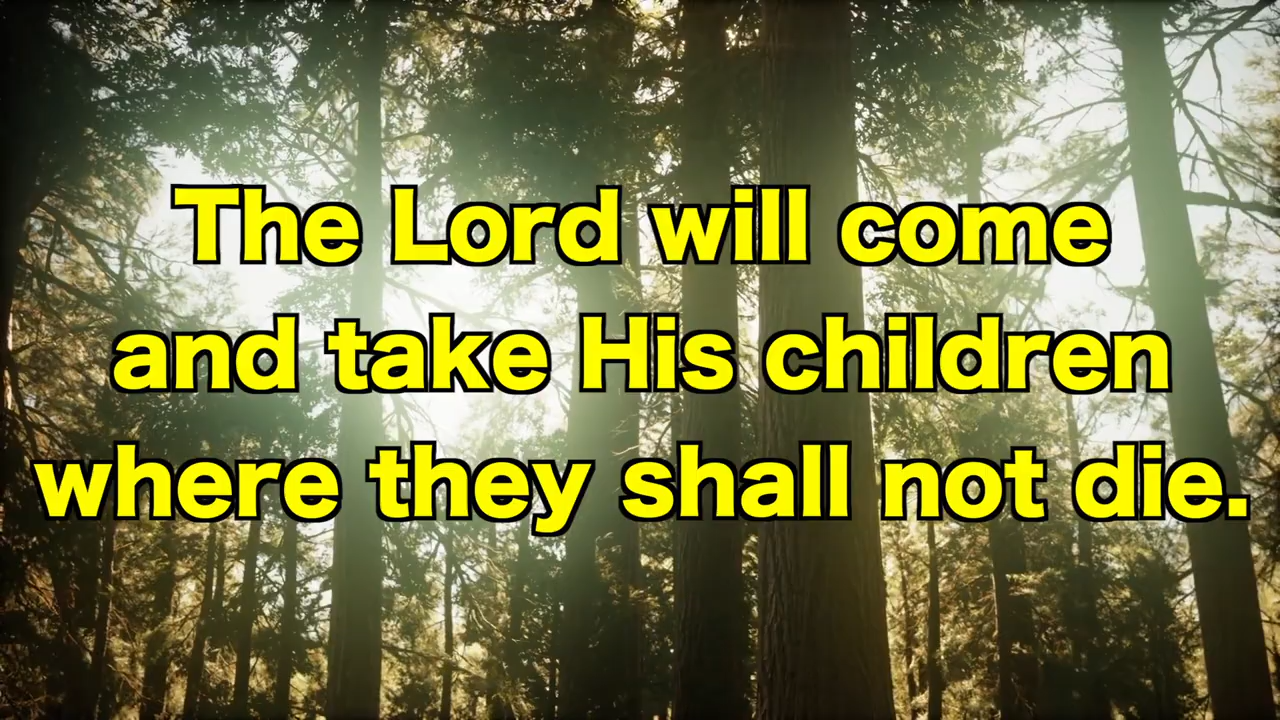 The Lord will come
and take His children
where they shall not die.